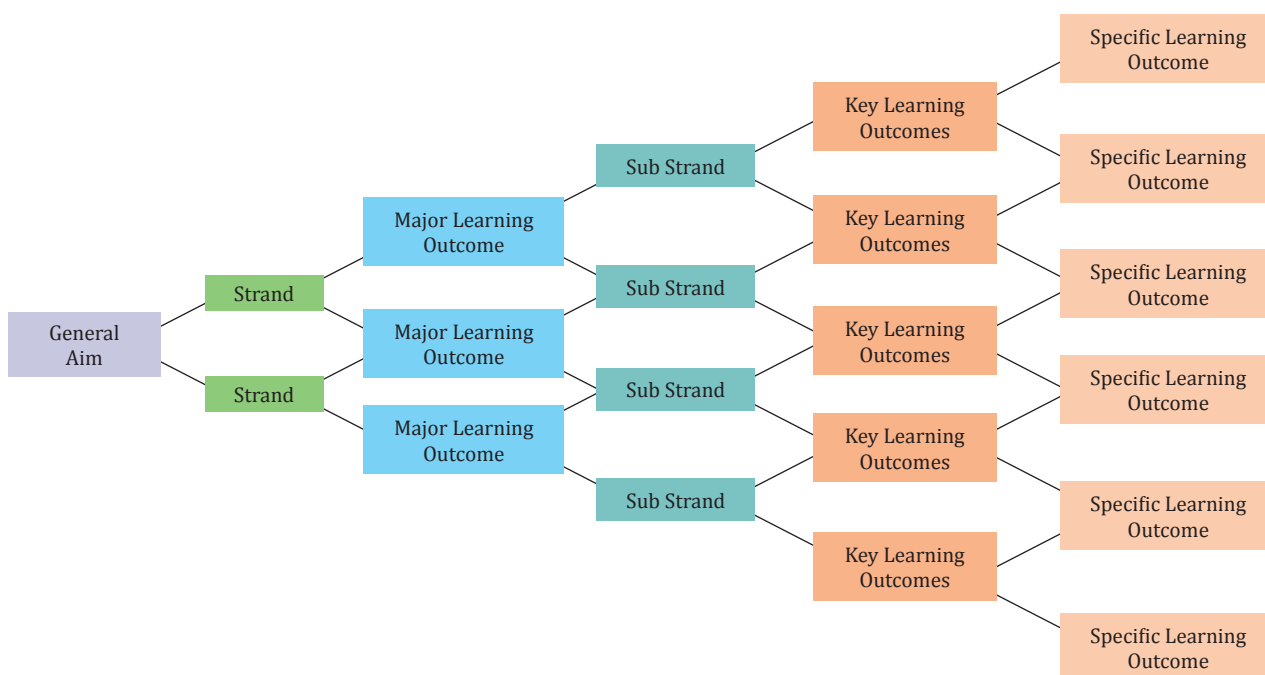 General
Aim
Strand
Strand
Major Learning
Outcome
Major Learning
Outcome
Major Learning
Outcome
Sub Strand
Sub Strand
Sub Strand
Sub Strand
Key Learning
Outcomes
Key Learning
Outcomes
Key Learning
Outcomes
Key Learning
Outcomes
Key Learning
Outcomes
Specific Learning
Outcome
Specific Learning
Outcome
Specific Learning
Outcome
Specific Learning
Outcome
Specific Learning
Outcome
Specific Learning
Outcome